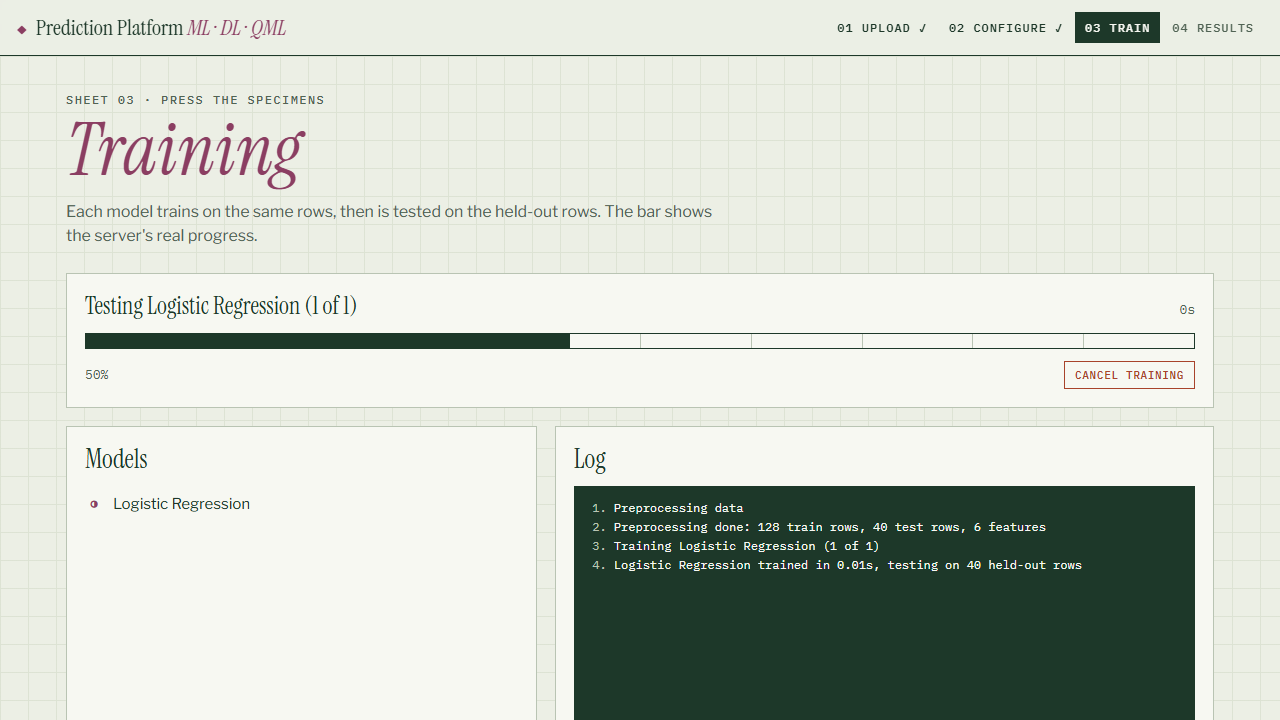 Prediction Platform ML · DL · QML
01 UPLOAD ✓ 02 CONFIGURE ✓ 03 TRAIN 04 RESULTS
SHEET 03 · PRESS THE SPECIMENS
Training
Each model trains on the same rows, then is tested on the held-out rows. The bar shows
the server's real progress.
Testing Logistic Regression (1 of 1)
0s
50%
CANCEL TRAINING
Models
Logistic Regression
Log
1. Preprocessing data
2. Preprocessing done: 128 train rows, 40 test rows, 6 features
3. Training Logistic Regression (1 of 1)
4. Logistic Regression trained in 0.01s, testing on 40 held-out rows